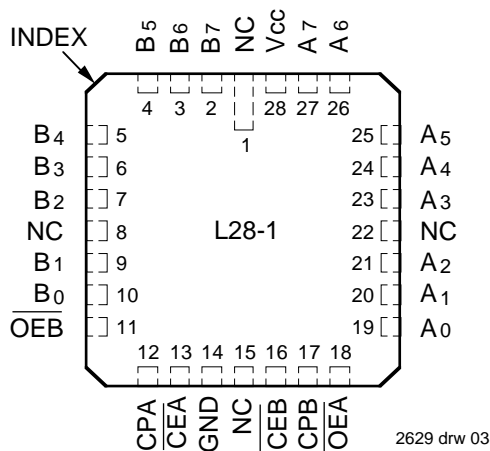 INDEX
B5 B6 B7 NC Vcc A7 A6
4 3 2 28 27 26
1
B4 5 25 A5
B3 6 24 A4
B2 7 23 A3
NC 8 L28-1 22 NC
B1 9 21 A2
B0 10 20 A1
OEB 11 19 A0
12 13 14 15 16 17 18
CPA CEA GND NC CEB CPB OEA
2629 drw 03